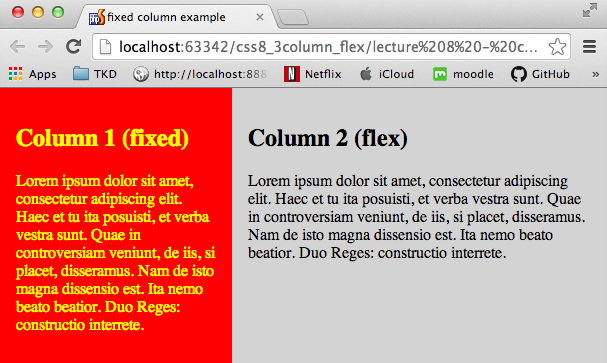 fixed column example
localhost:63342/css8_3column_flex/lecture%208%20-%20c...
Apps TKD http://localhost:888 Netflix iCloud moodle GitHub »
Column 1 (fixed)
Lorem ipsum dolor sit amet,
consectetur adipiscing elit.
Haec et tu ita posuisti, et verba
vestra sunt. Quae in
controversiam veniunt, de iis, si
placet, disseramus. Nam de isto
magna dissensio est. Ita nemo
beato beatior. Duo Reges:
constructio interrete.
Column 2 (flex)
Lorem ipsum dolor sit amet, consectetur adipiscing
elit. Haec et tu ita posuisti, et verba vestra sunt. Quae
in controversiam veniunt, de iis, si placet, disseramus.
Nam de isto magna dissensio est. Ita nemo beato
beatior. Duo Reges: constructio interrete.